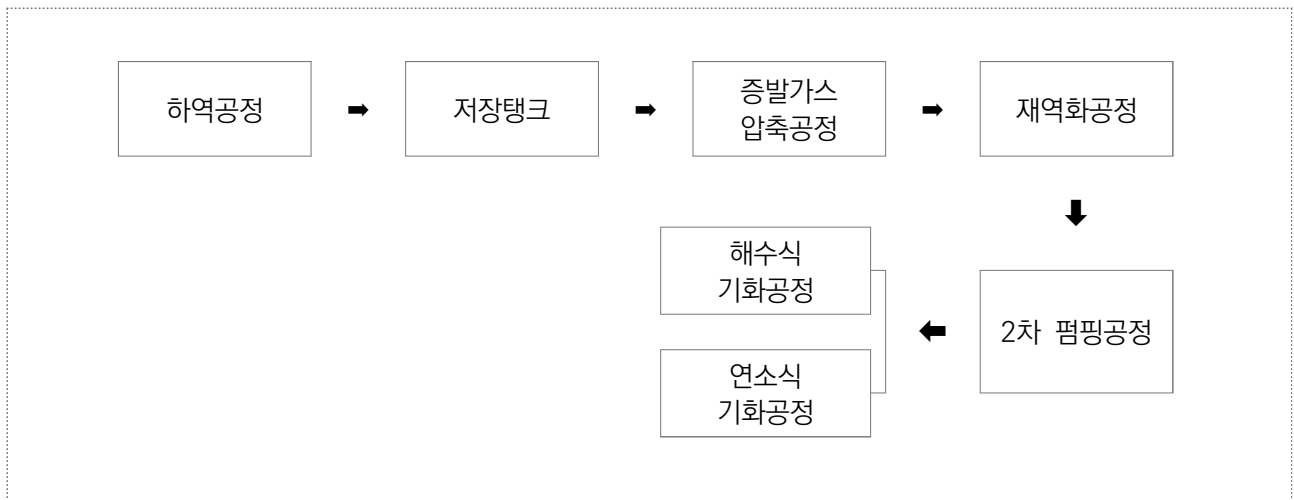 하역공정
저장탱크
증발가스
압축공정
재역화공정
해수식
기화공정
2차 펌핑공정
연소식
기화공정